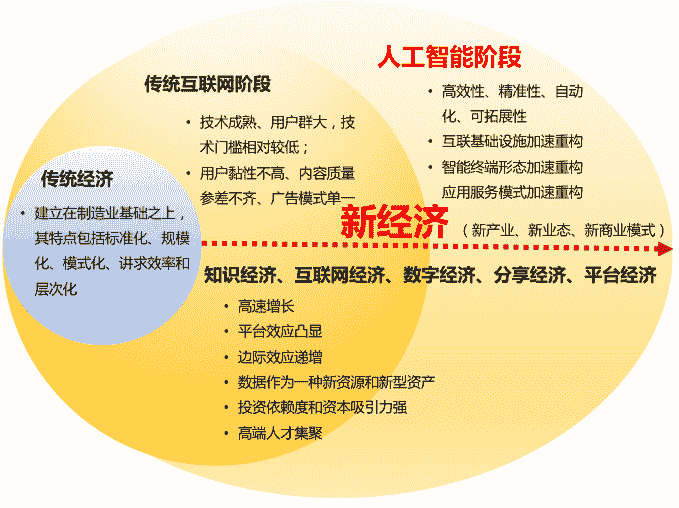 人工智能阶段
• 高效性、精准性、自动
化、可拓展性
• 互联基础设施加速重构
• 智能终端形态加速重构
应用服务模式加速重构
传统互联网阶段
• 技术成熟、用户群大，技
术门槛相对较低；
• 用户黏性不高、内容质量
参差不齐、广告模式单一
传统经济
• 建立在制造业基础之上，
其特点包括标准化、规模
化、模式化、讲求效率和
层次化
新经济 （新产业、新业态、新商业模式）
知识经济、互联网经济、数字经济、分享经济、平台经济
• 高速增长
• 平台效应凸显
• 边际效应递增
• 数据作为一种新资源和新型资产
• 投资依赖度和资本吸引力强
• 高端人才集聚